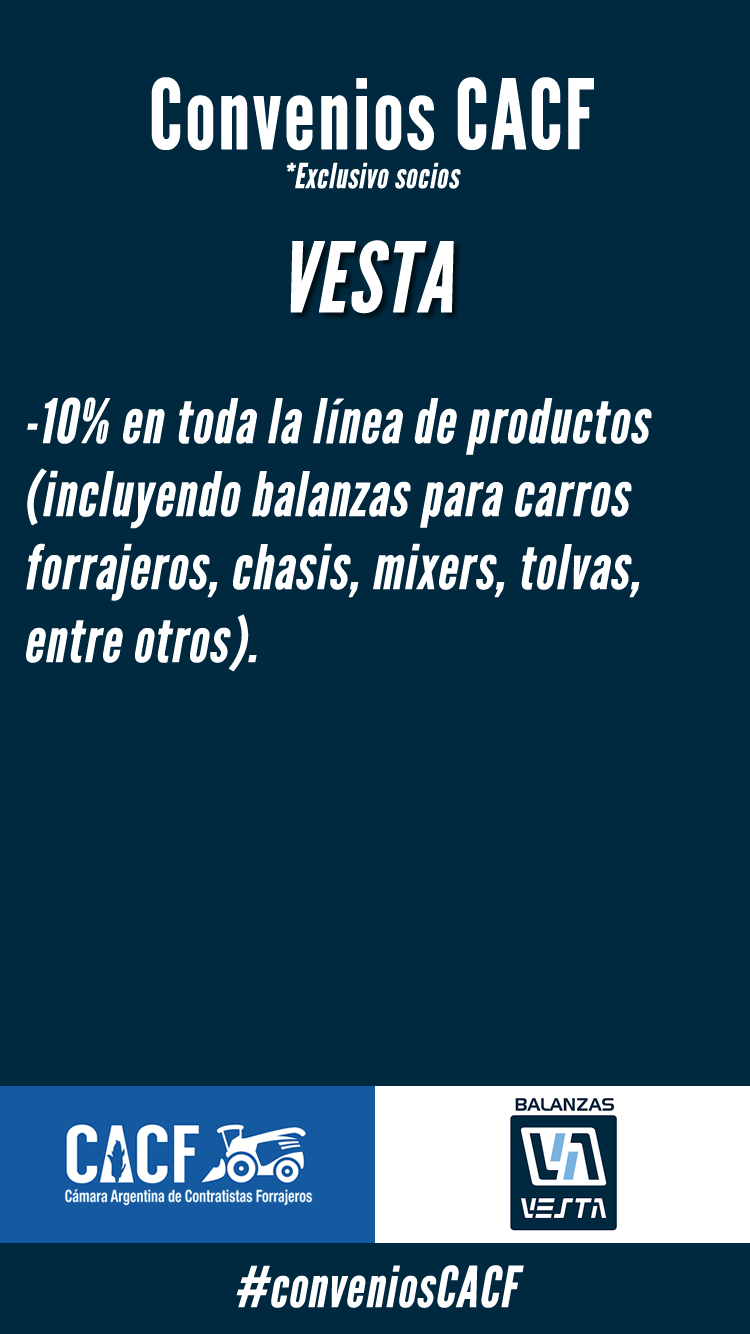 Convenios CACF
*Exclusivo socios
VESTA
-10% en toda la línea de productos
(incluyendo balanzas para carros
forrajeros, chasis, mixers, tolvas,
entre otros).
CACF
Cámara Argentina de Contratistas Forrajeros
BALANZAS
VESTA
#conveniosCACF